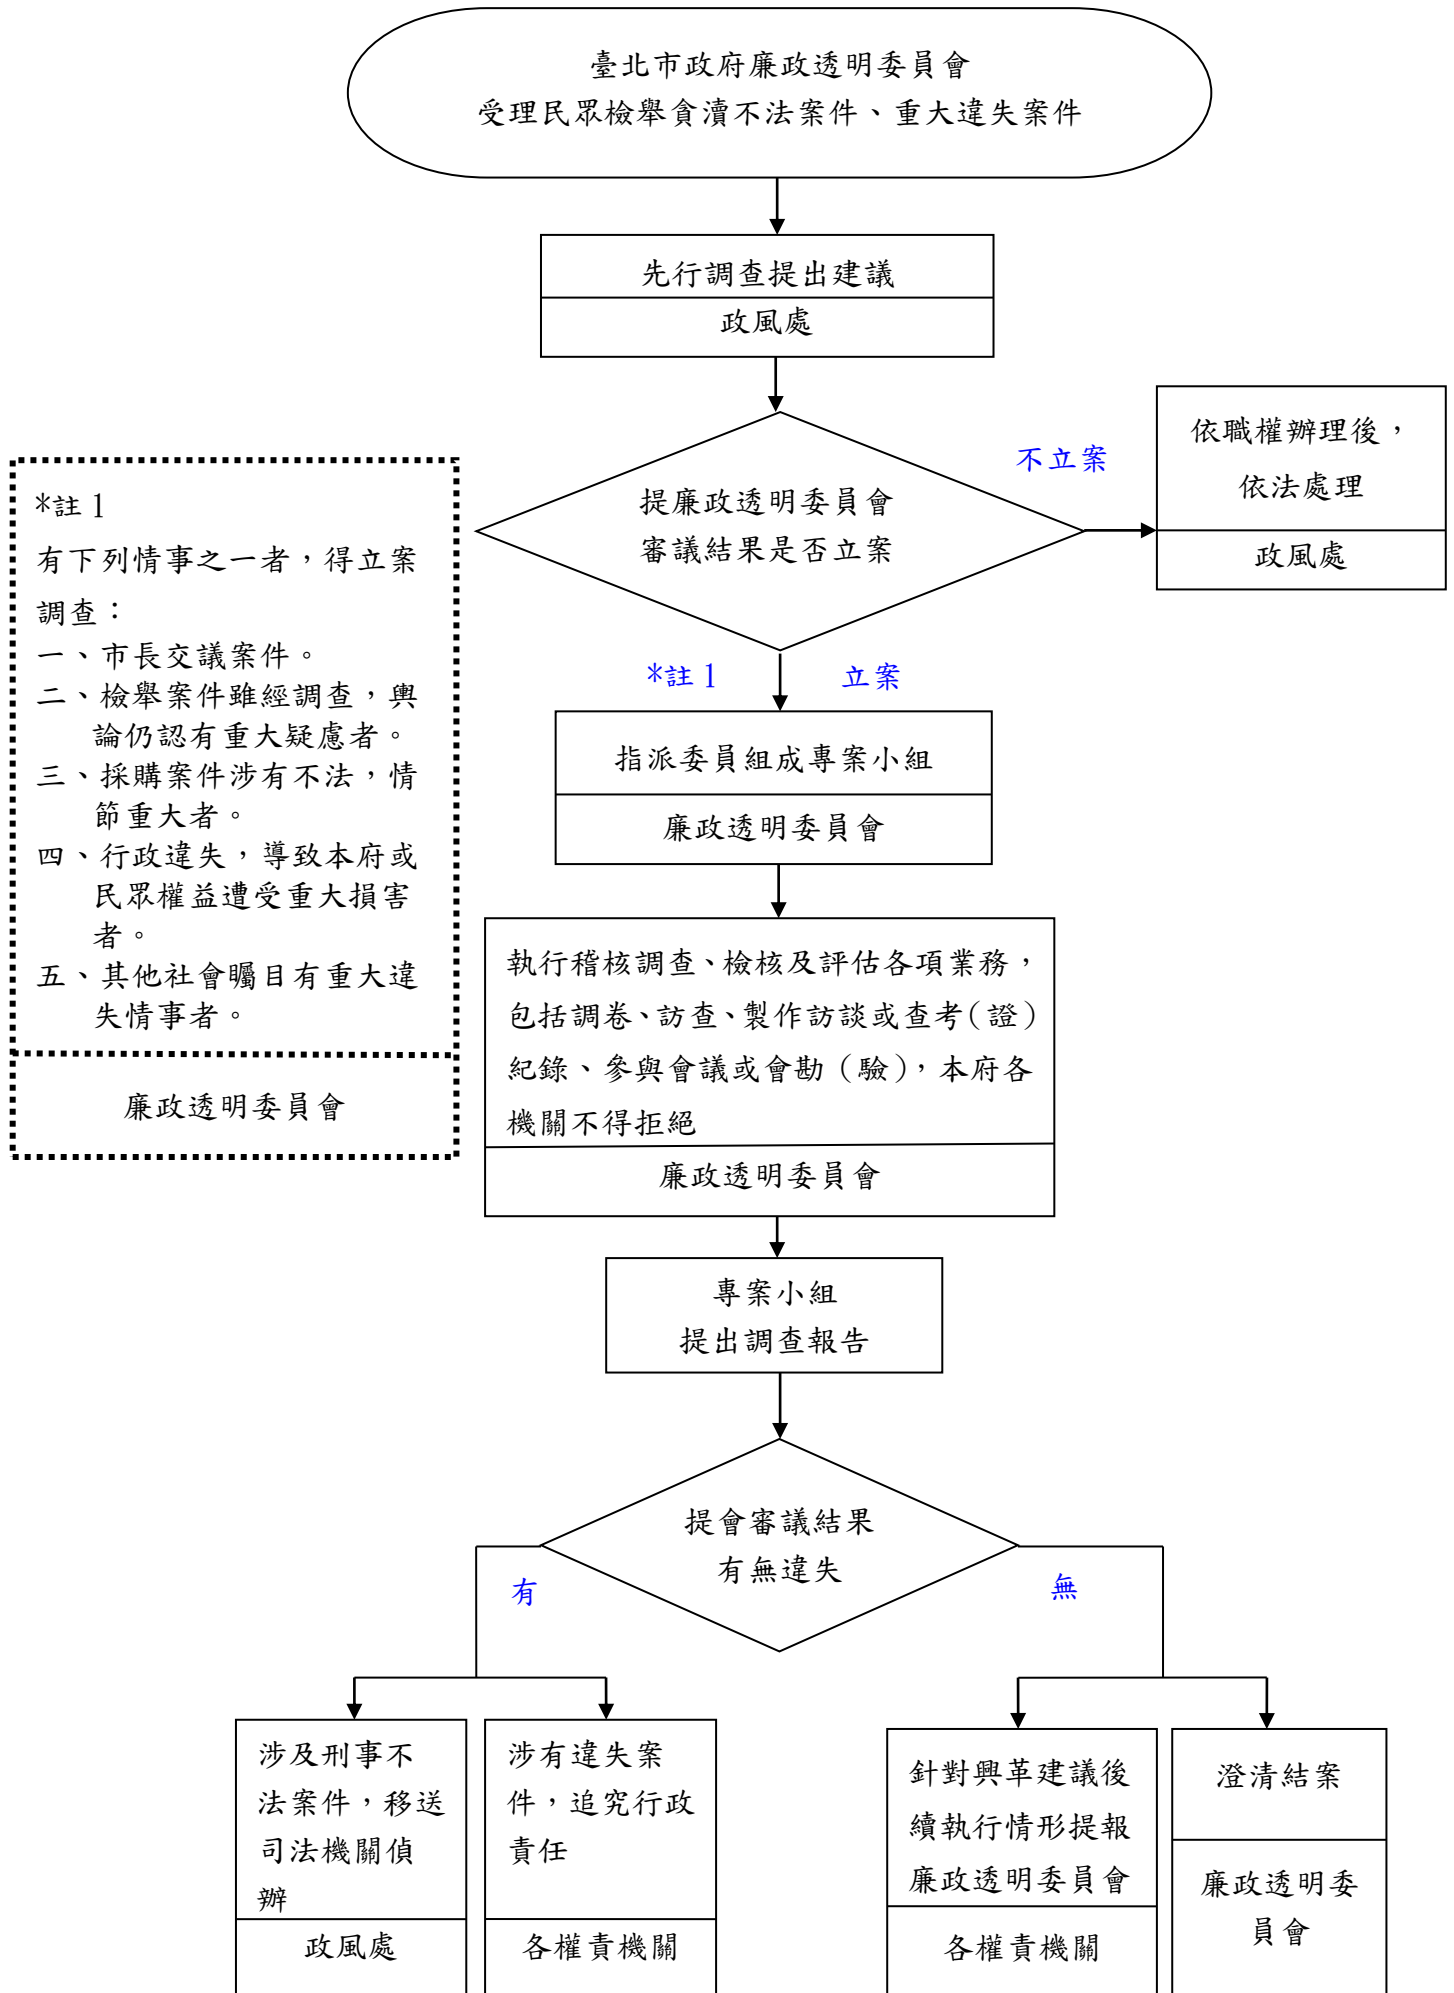 臺北市政府廉政透明委員會
受理民眾檢舉貪瀆不法案件、重大違失案件
先行調查提出建議
政風處
提廉政透明委員會
審議結果是否立案
不立案
依職權辦理後，
依法處理
政風處
*註 1
有下列情事之一者，得立案
調查：
一、市長交議案件。
二、檢舉案件雖經調查，輿
論仍認有重大疑慮者。
三、採購案件涉有不法，情
節重大者。
四、行政違失，導致本府或
民眾權益遭受重大損害
者。
五、其他社會矚目有重大違
失情事者。
廉政透明委員會
*註 1
立案
指派委員組成專案小組
廉政透明委員會
執行稽核調查、檢核及評估各項業務，
包括調卷、訪查、製作訪談或查考(證)
紀錄、參與會議或會勘（驗），本府各
機關不得拒絕
廉政透明委員會
專案小組
提出調查報告
提會審議結果
有無違失
有
無
涉及刑事不
法案件，移送
司法機關偵
辦
政風處
涉有違失案
件，追究行政
責任
各權責機關
針對興革建議後
續執行情形提報
廉政透明委員會
各權責機關
澄清結案
廉政透明委
員會